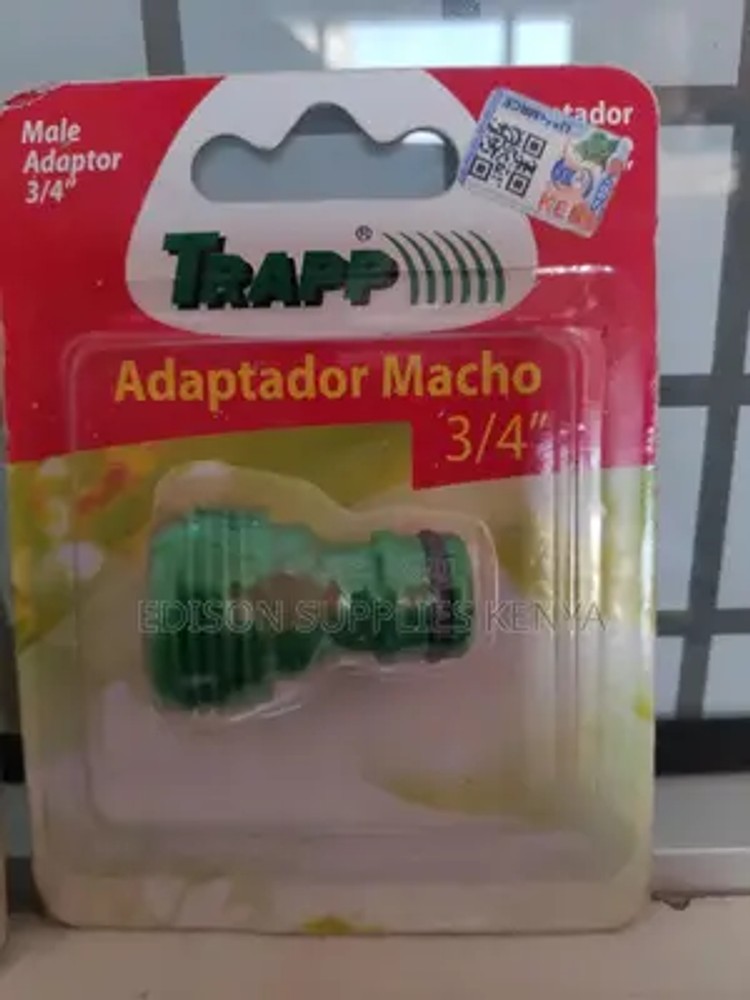 Male
Adaptor
3/4"
tador
TRAPP®
Adaptador Macho
3/4"
EDISON SUPPLIES KENYA